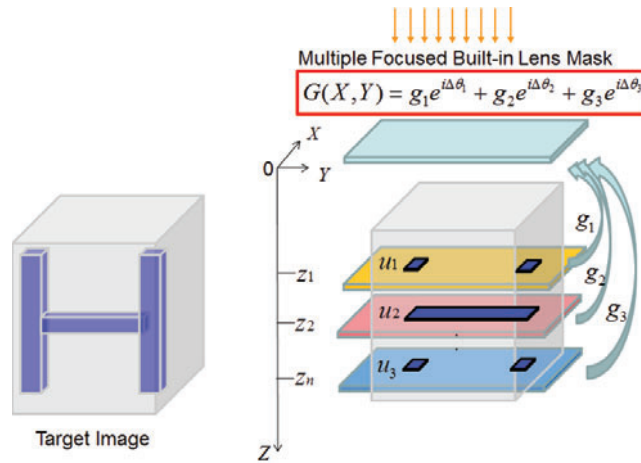 Multiple Focused Built-in Lens Mask
G(X,Y) = g₁e^{iΔθ₁} + g₂e^{iΔθ₂} + g₃e^{iΔθ₃}
X
0
Y
g₁
u₁
z₁
g₂
u₂
z₂
g₃
u₃
zₙ
Target Image
Z